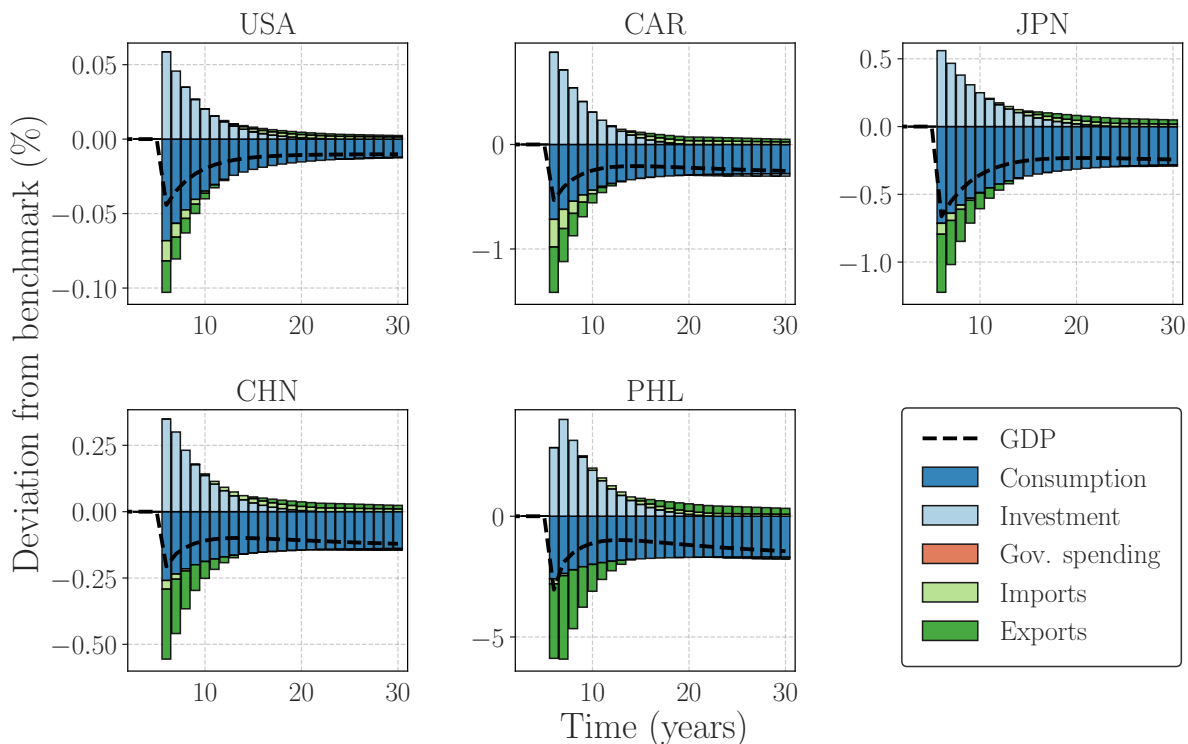 USA
CAR
JPN
0.05
0.00
−0.05
−0.10
0
−1
0.5
0.0
−0.5
−1.0
10
20
30
10
20
30
10
20
30
Deviation from benchmark (%)
CHN
PHL
0.25
0.00
−0.25
−0.50
0
−5
10
20
30
10
20
30
Time (years)
GDP
Consumption
Investment
Gov. spending
Imports
Exports